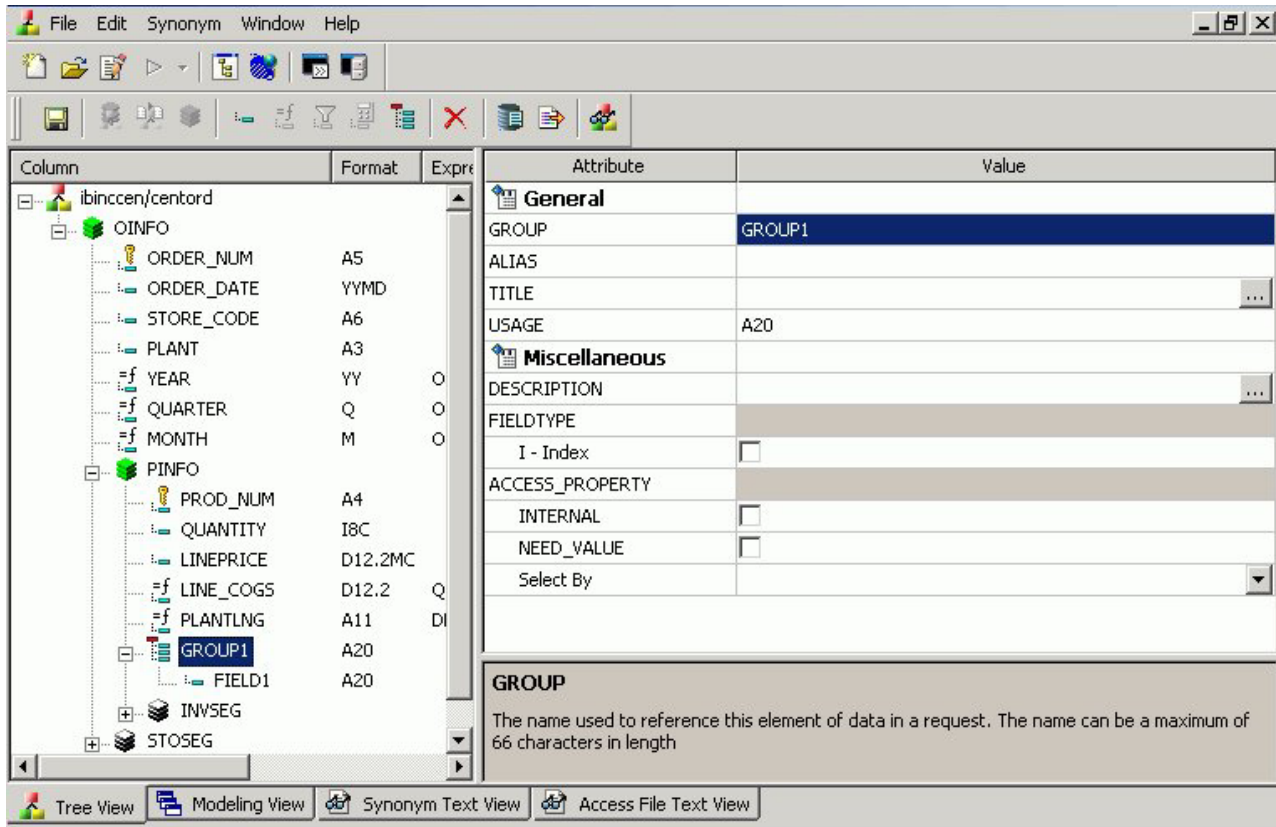 File Edit Synonym Window Help
Column Format Expre
Attribute Value
ibinccen/centord
General
OINFO
GROUP GROUP1
ORDER_NUM A5
ALIAS
ORDER_DATE YYMD
TITLE ...
STORE_CODE A6
USAGE A20
PLANT A3
Miscellaneous
YEAR YY O
DESCRIPTION ...
QUARTER Q O
FIELDTYPE
MONTH M O
I - Index
PINFO
ACCESS_PROPERTY
PROD_NUM A4
INTERNAL
QUANTITY I8C
NEED_VALUE
LINEPRICE D12.2MC
Select By
LINE_COGS D12.2 Q
PLANTLNG A11 DI
GROUP1 A20
FIELD1 A20
INVSEG
STOSEG
GROUP
The name used to reference this element of data in a request. The name can be a maximum of
66 characters in length
Tree View Modeling View Synonym Text View Access File Text View